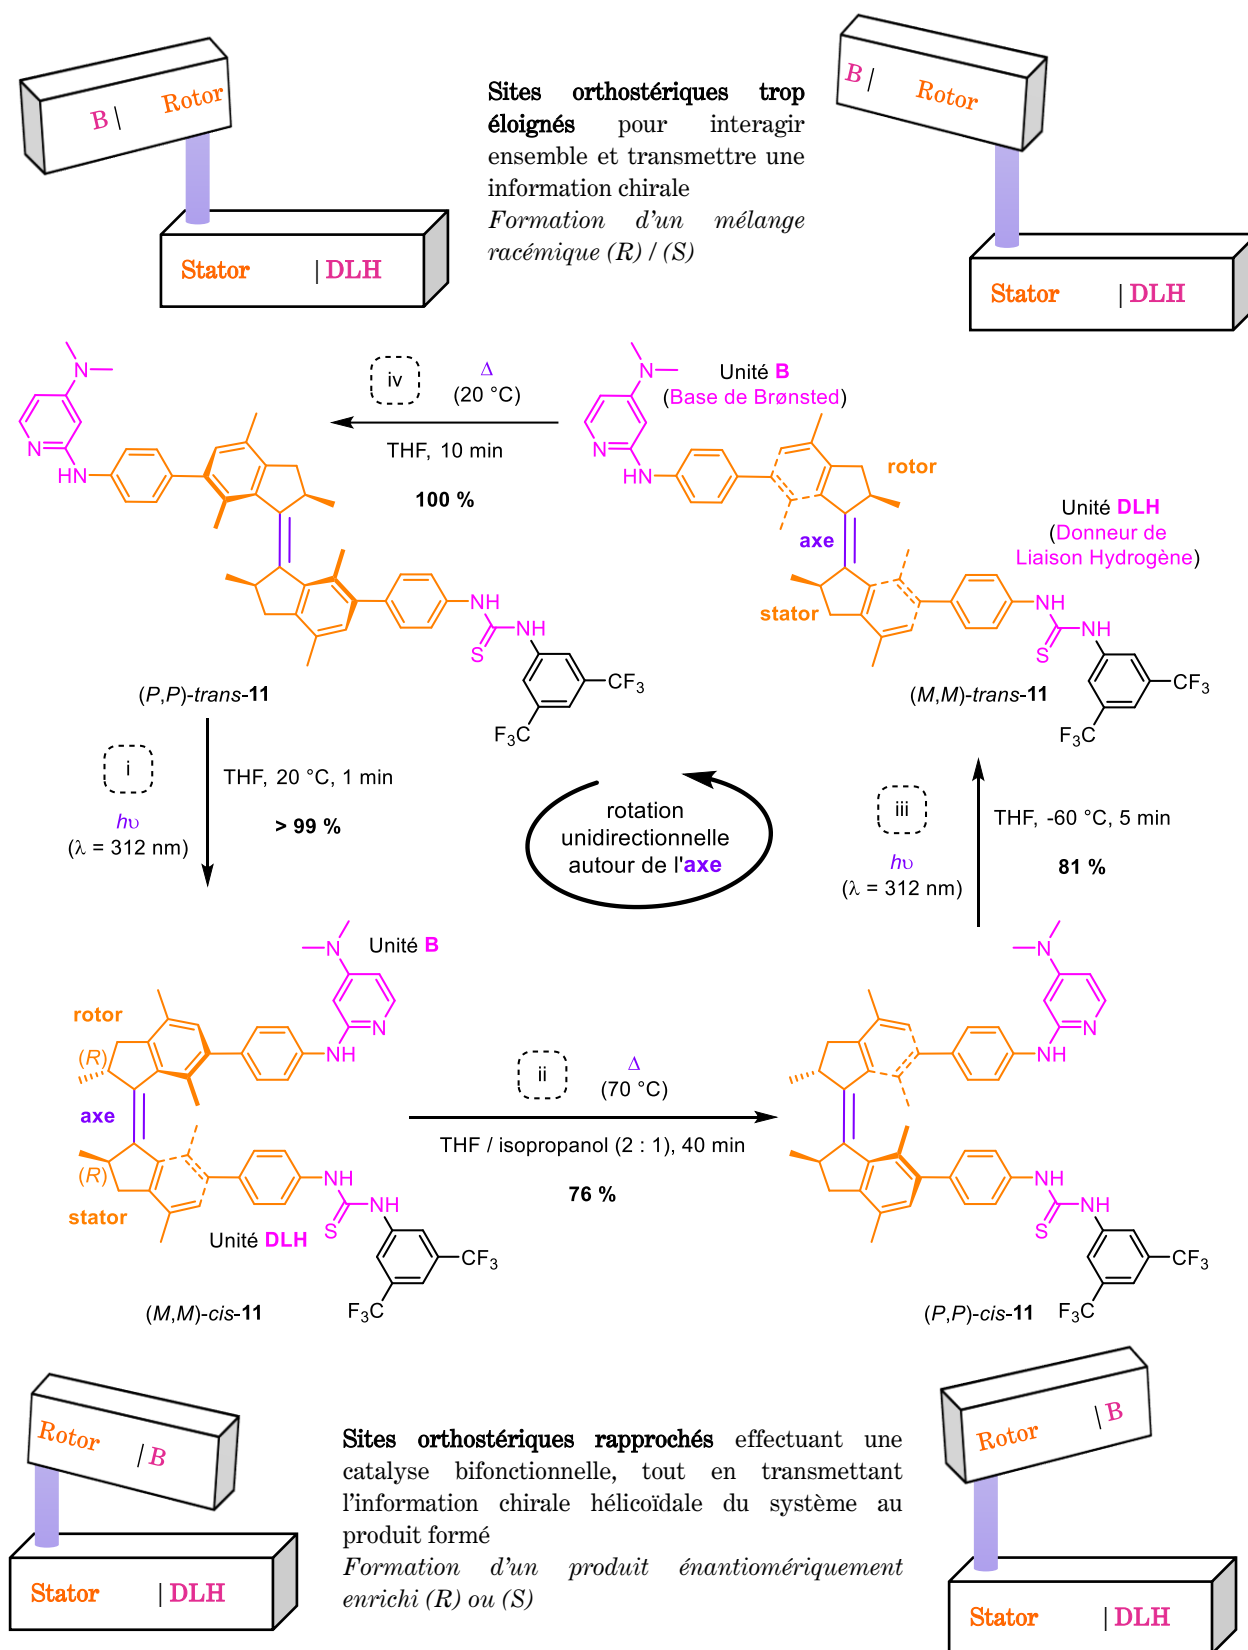 B |
Rotor
Stator
| DLH
Sites orthostériques trop
éloignés pour interagir
ensemble et transmettre une
information chirale
Formation d'un mélange
racémique (R) / (S)
B |
Rotor
Stator
| DLH
N
N
NH
iv
Δ
(20 °C)
THF, 10 min
100 %
NH
NH
S
CF3
F3C
(P,P)-trans-11
N
N
NH
Unité B
(Base de Brønsted)
rotor
axe
stator
Unité DLH
(Donneur de
Liaison Hydrogène)
NH
NH
S
CF3
F3C
(M,M)-trans-11
i
hυ
(λ = 312 nm)
THF, 20 °C, 1 min
> 99 %
rotation
unidirectionnelle
autour de l'axe
iii
hυ
(λ = 312 nm)
THF, -60 °C, 5 min
81 %
N
Unité B
N
NH
rotor
(R)
axe
(R)
stator
NH
NH
S
Unité DLH
CF3
F3C
(M,M)-cis-11
ii
Δ
(70 °C)
THF / isopropanol (2 : 1), 40 min
76 %
N
N
NH
NH
NH
S
CF3
F3C
(P,P)-cis-11
Rotor
| B
Stator
| DLH
Sites orthostériques rapprochés effectuant une
catalyse bifonctionnelle, tout en transmettant
l'information chirale hélicoïdale du système au
produit formé
Formation d'un produit énantiomériquement
enrichi (R) ou (S)
Rotor
| B
Stator
| DLH